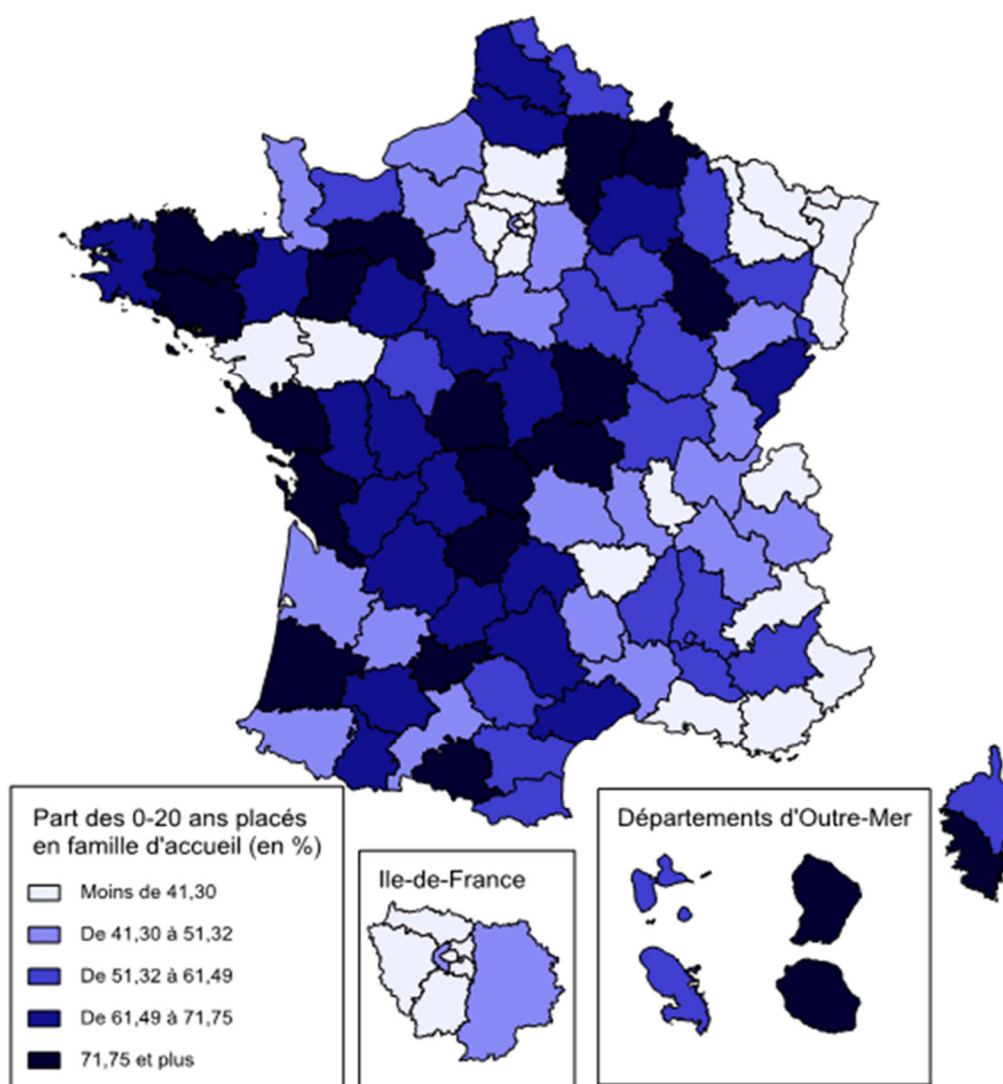 Part des 0-20 ans placés
en famille d'accueil (en %)
Moins de 41,30
De 41,30 à 51,32
De 51,32 à 61,49
De 61,49 à 71,75
71,75 et plus
Ile-de-France
Départements d'Outre-Mer